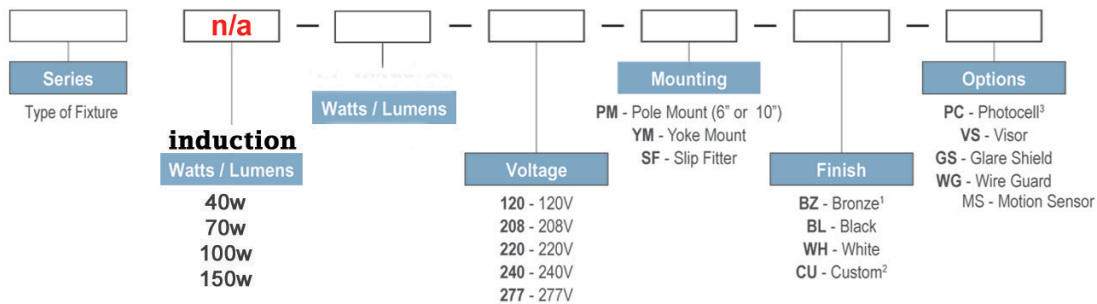 n/a
Series
Type of Fixture
induction
Watts / Lumens
40w
70w
100w
150w
Watts / Lumens
Voltage
120 - 120V
208 - 208V
220 - 220V
240 - 240V
277 - 277V
Mounting
PM - Pole Mount (6” or 10”)
YM - Yoke Mount
SF - Slip Fitter
Finish
BZ - Bronze¹
BL - Black
WH - White
CU - Custom²
Options
PC - Photocell³
VS - Visor
GS - Glare Shield
WG - Wire Guard
MS - Motion Sensor